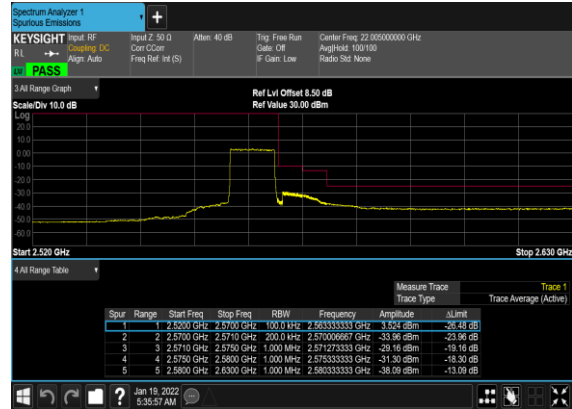 Spectrum Analyzer 1
Spurious Emissions
KEYSIGHT Input: RF Input Z: 50 Ω Atten: 40 dB Trig: Free Run Center Freq: 22.005000000 GHz
RL Coupling: DC Corr CCorr Gate: Off Avg|Hold: 100/100
Align: Auto Freq Ref: Int (S) IF Gain: Low Radio Std: None
LM PASS
3 All Range Graph
Ref Lvl Offset 8.50 dB
Scale/Div 10.0 dB Ref Value 30.00 dBm
Log
20.0
10.0
0.00
-10.0
-20.0
-30.0
-40.0
-50.0
-60.0
Start 2.520 GHz Stop 2.630 GHz
4 All Range Table
Measure Trace Trace 1
Trace Type Trace Average (Active)
Spur Range Start Freq Stop Freq RBW Frequency Amplitude ΔLimit
1 1 2.5200 GHz 2.5700 GHz 100.0 kHz 2.563333333 GHz 3.524 dBm -26.48 dB
2 2 2.5700 GHz 2.5710 GHz 200.0 kHz 2.570006667 GHz -33.96 dBm -23.96 dB
3 3 2.5710 GHz 2.5750 GHz 1.000 MHz 2.571273333 GHz -29.16 dBm -19.16 dB
4 4 2.5750 GHz 2.5800 GHz 1.000 MHz 2.575333333 GHz -31.30 dBm -18.30 dB
5 5 2.5800 GHz 2.6300 GHz 1.000 MHz 2.580333333 GHz -38.09 dBm -13.09 dB
Jan 19, 2022
5:35:57 AM